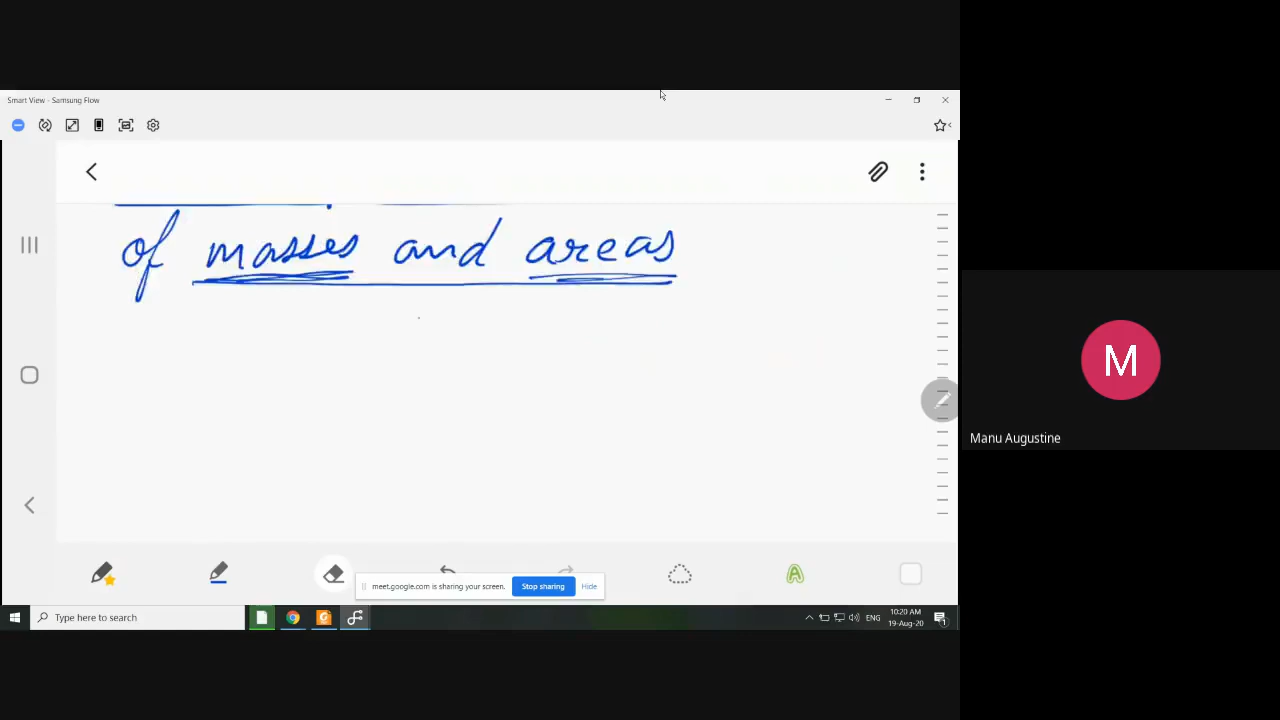 Smart View - Samsung Flow
of masses and areas
M
Manu Augustine
A
meet.google.com is sharing your screen.
Stop sharing
Hide
Type here to search
ENG
10:20 AM
19-Aug-20
1